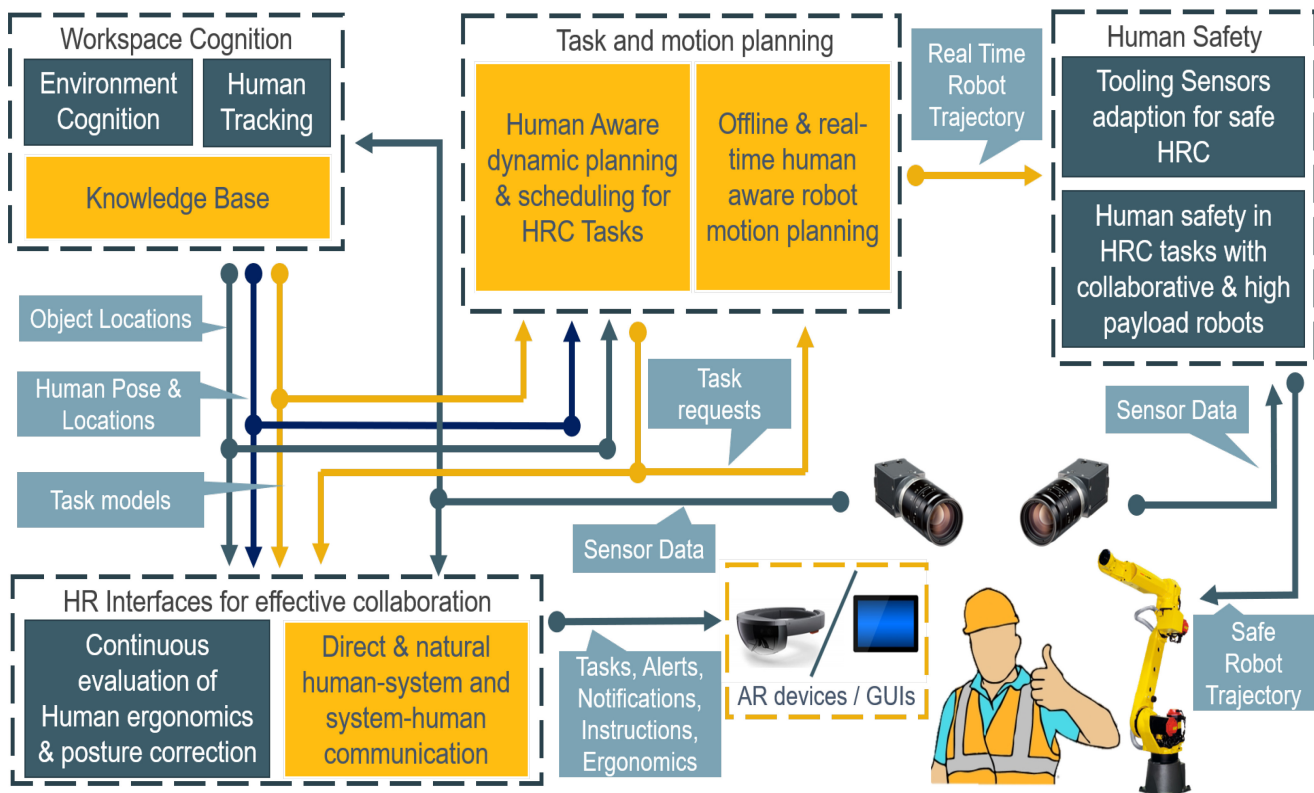 Workspace Cognition
Environment
Cognition
Human
Tracking
Knowledge Base
Task and motion planning
Human Aware
dynamic planning
& scheduling for
HRC Tasks
Offline & real-
time human
aware robot
motion planning
Real Time
Robot
Trajectory
Human Safety
Tooling Sensors
adaption for safe
HRC
Human safety in
HRC tasks with
collaborative & high
payload robots
Object Locations
Human Pose &
Locations
Task models
Task
requests
Sensor Data
Sensor Data
HR Interfaces for effective collaboration
Continuous
evaluation of
Human ergonomics
& posture correction
Direct & natural
human-system and
system-human
communication
Tasks, Alerts,
Notifications,
Instructions,
Ergonomics
AR devices / GUIs
Safe
Robot
Trajectory